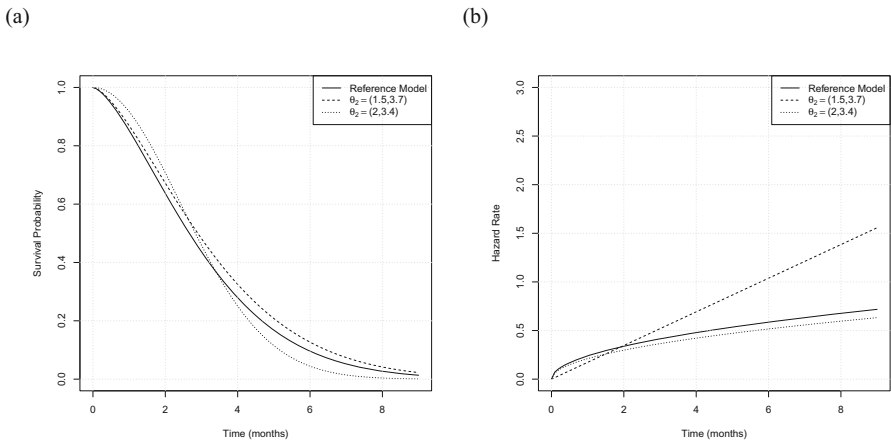 (a)
(b)
Reference Model
θ₂ = (1.5,3.7)
θ₂ = (2,3.4)
Survival Probability
0.0 0.2 0.4 0.6 0.8 1.0
0 2 4 6 8
Time (months)
Reference Model
θ₂ = (1.5,3.7)
θ₂ = (2,3.4)
Hazard Rate
0.0 0.5 1.0 1.5 2.0 2.5 3.0
0 2 4 6 8
Time (months)